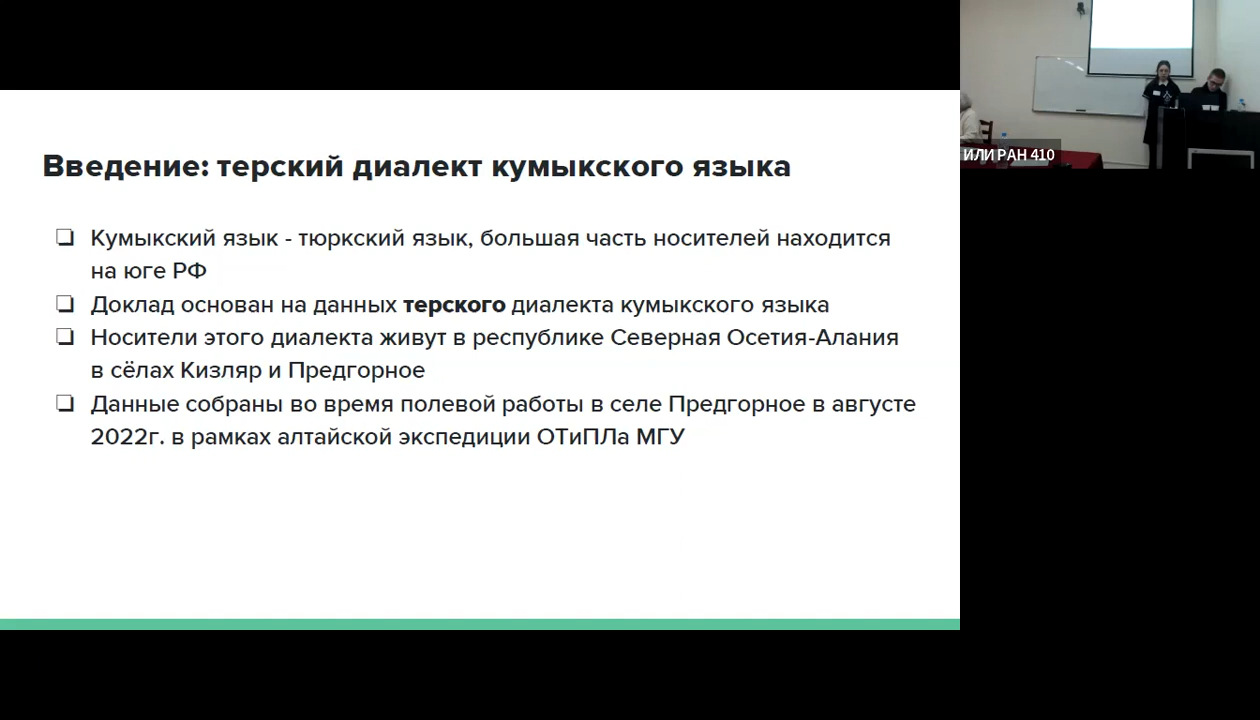 Введение: терский диалект кумыкского языка
Кумыкский язык - тюркский язык, большая часть носителей находится
на юге РФ
Доклад основан на данных терского диалекта кумыкского языка
Носители этого диалекта живут в республике Северная Осетия-Алания
в сёлах Кизляр и Предгорное
Данные собраны во время полевой работы в селе Предгорное в августе
2022г. в рамках алтайской экспедиции ОТиПЛа МГУ
ИЛИ РАН 410